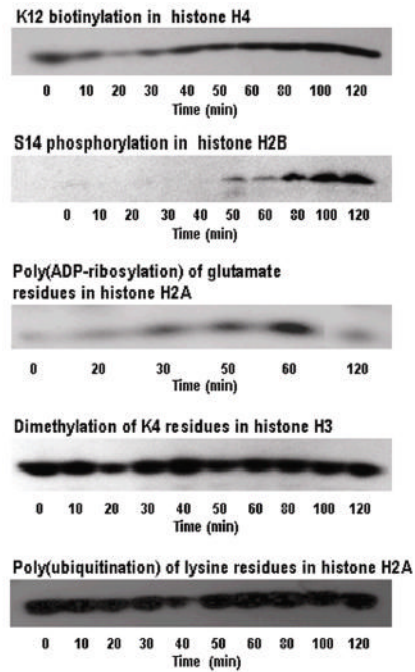 K12 biotinylation in histone H4
0 10 20 30 40 50 60 80 100 120
Time (min)
S14 phosphorylation in histone H2B
0 10 20 30 40 50 60 80 100 120
Time (min)
Poly(ADP-ribosylation) of glutamate
residues in histone H2A
0 20 30 50 60 120
Time (min)
Dimethylation of K4 residues in histone H3
0 10 20 30 40 50 60 80 100 120
Time (min)
Poly(ubiquitination) of lysine residues in histone H2A
0 10 20 30 40 50 60 80 100 120
Time (min)